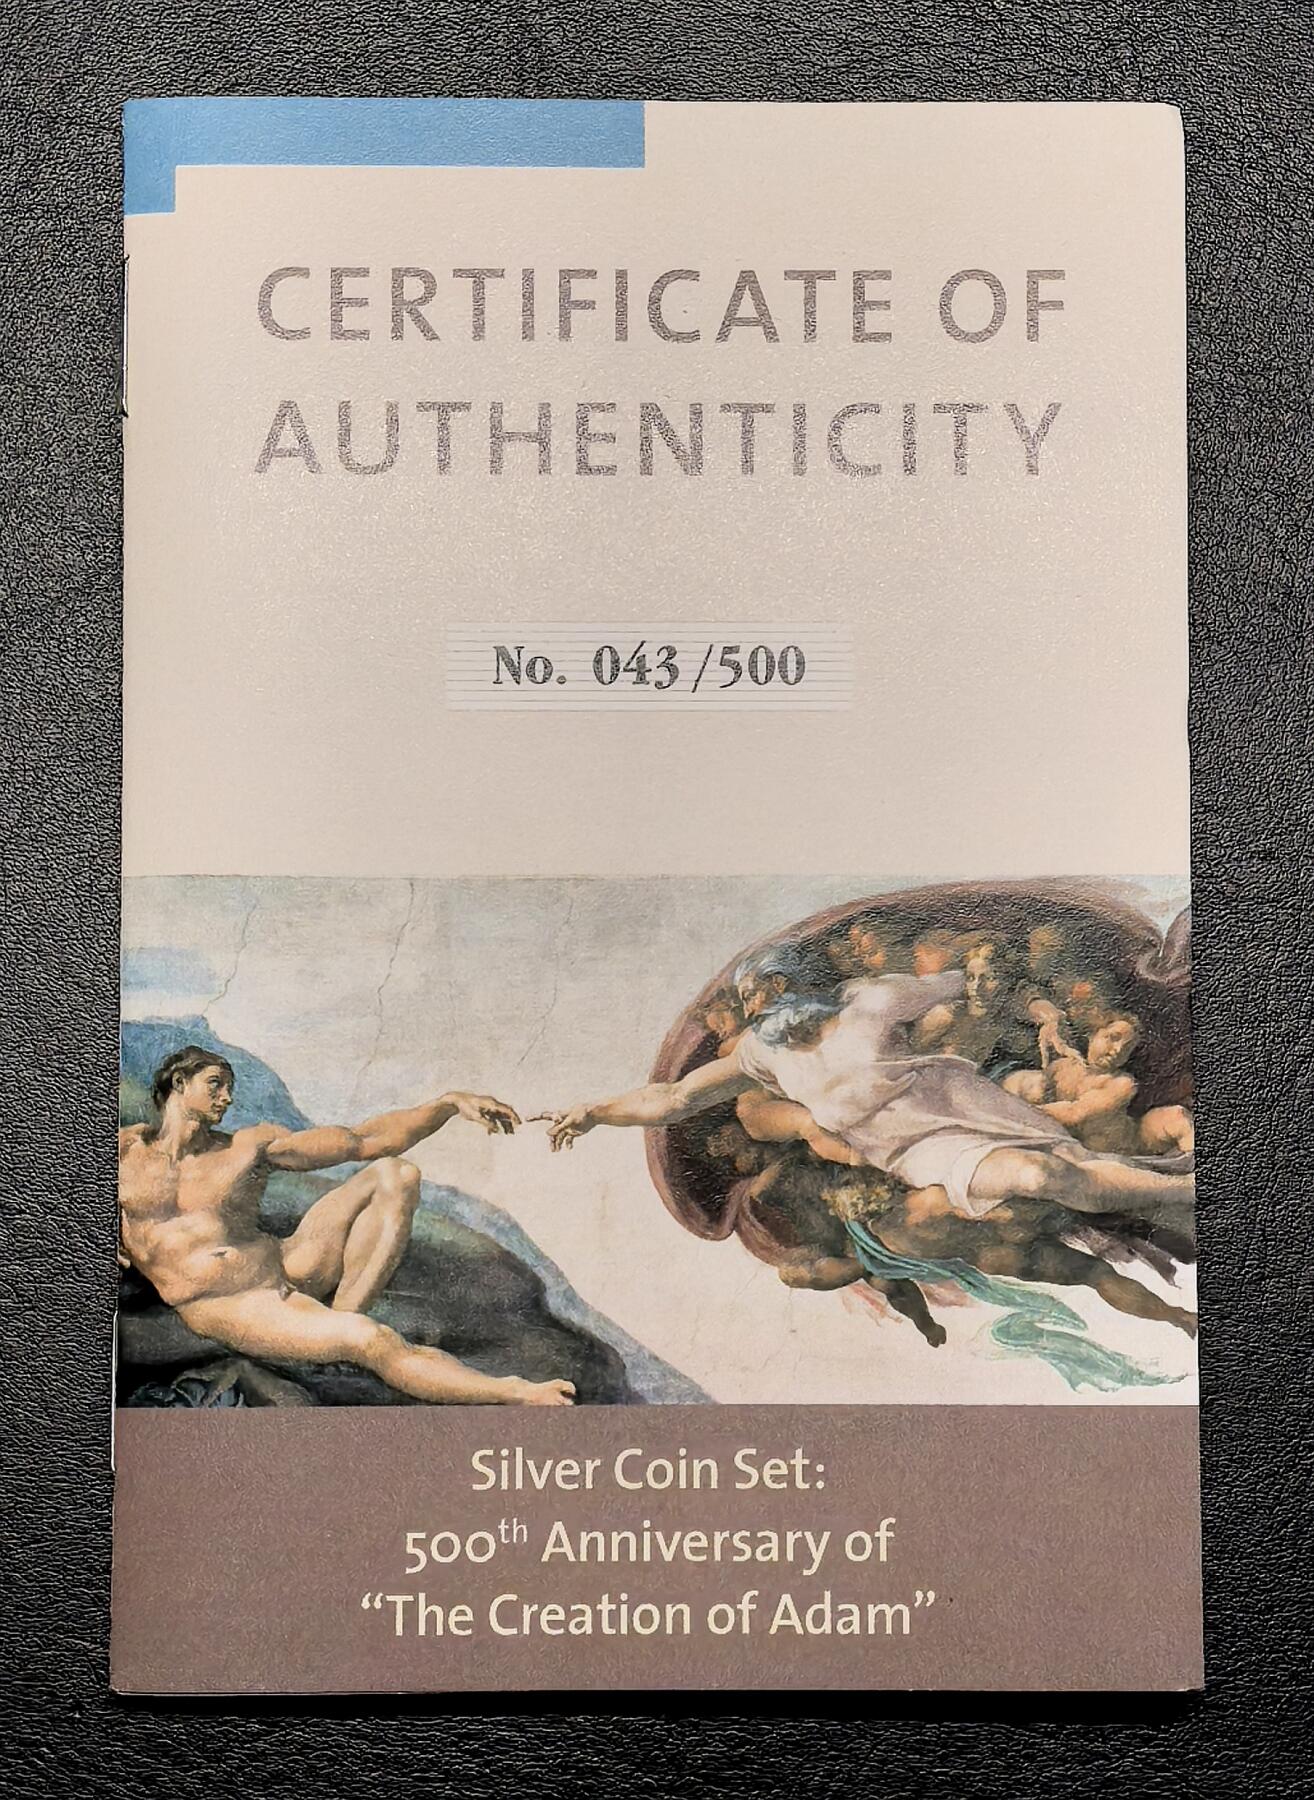 CERTIFICATE OF
AUTHENTICITY
No. 043/500
Silver Coin Set:
500th Anniversary of
“The Creation of Adam”